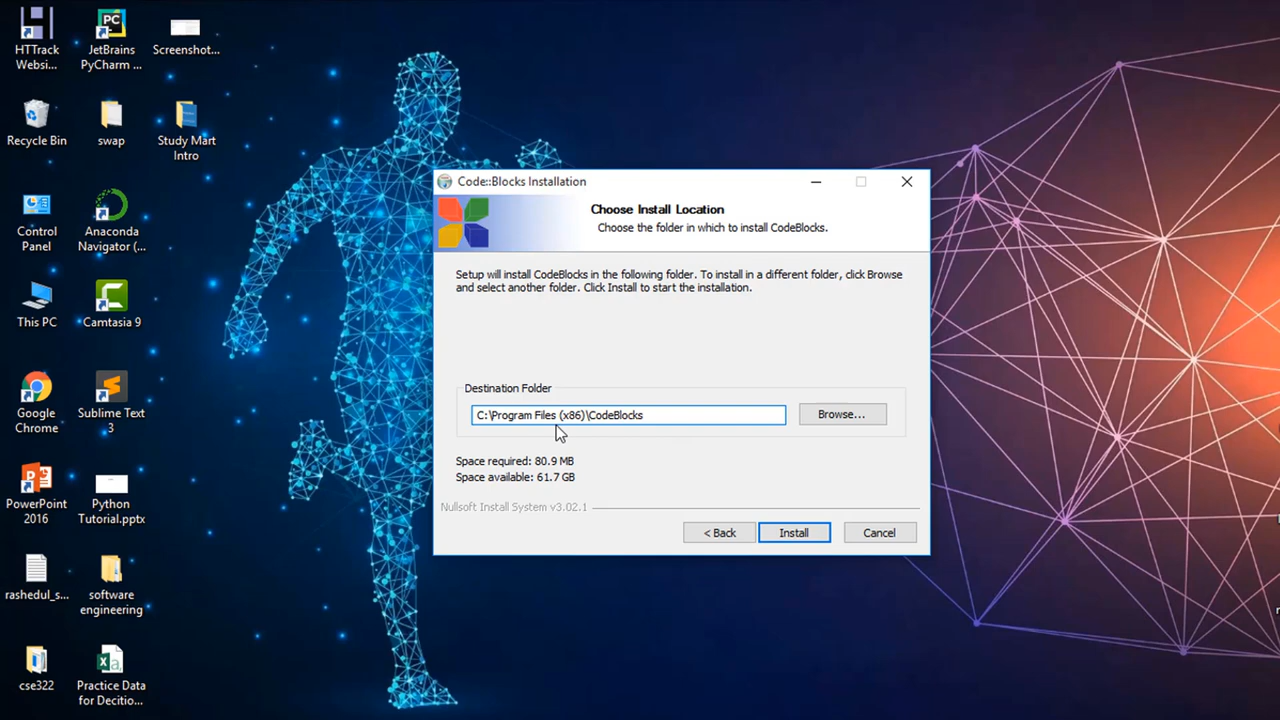 HTTrack
Websi...
JetBrains
PyCharm ...
Screenshot...
Recycle Bin
swap
Study Mart
Intro
Control
Panel
Anaconda
Navigator (...
This PC
Camtasia 9
Google
Chrome
Sublime Text
3
PowerPoint
2016
Python
Tutorial.pptx
rashedul_s...
software
engineering
cse322
Practice Data
for Decitio...
PC
Code::Blocks Installation
Choose Install Location
Choose the folder in which to install CodeBlocks.
Setup will install CodeBlocks in the following folder. To install in a different folder, click Browse
and select another folder. Click Install to start the installation.
Destination Folder
C:\Program Files (x86)\CodeBlocks
Browse...
Space required: 80.9 MB
Space available: 61.7 GB
Nullsoft Install System v3.02.1
< Back
Install
Cancel